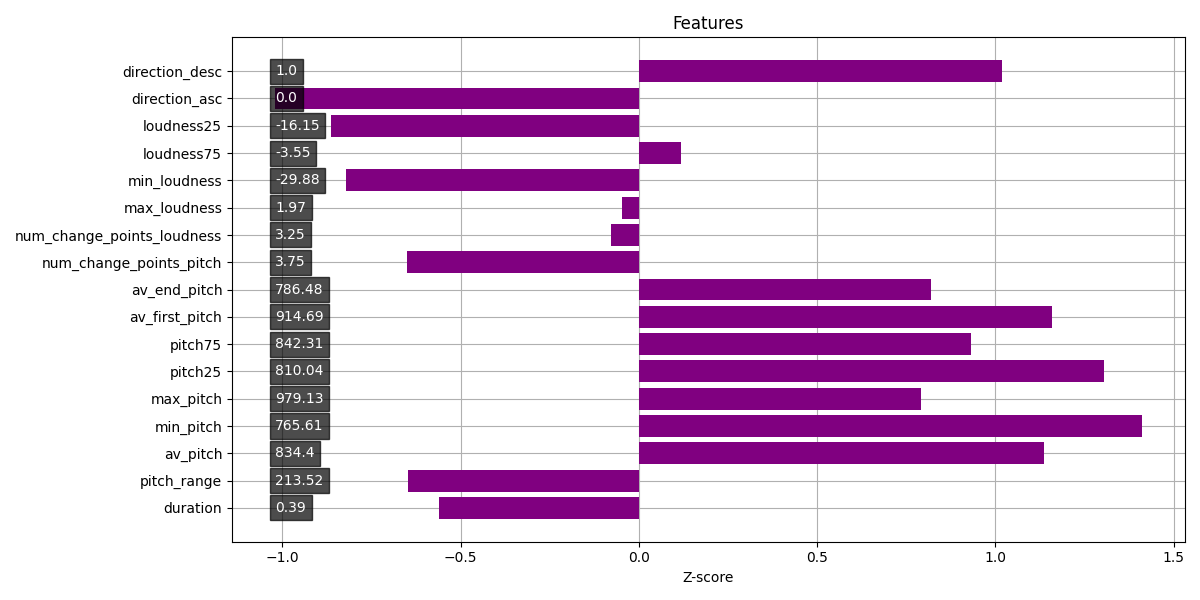 Features
direction_desc 1.0
direction_asc 0.0
loudness25 -16.15
loudness75 -3.55
min_loudness -29.88
max_loudness 1.97
num_change_points_loudness 3.25
num_change_points_pitch 3.75
av_end_pitch 786.48
av_first_pitch 914.69
pitch75 842.31
pitch25 810.04
max_pitch 979.13
min_pitch 765.61
av_pitch 834.4
pitch_range 213.52
duration 0.39
−1.0 −0.5 0.0 0.5 1.0 1.5
Z-score